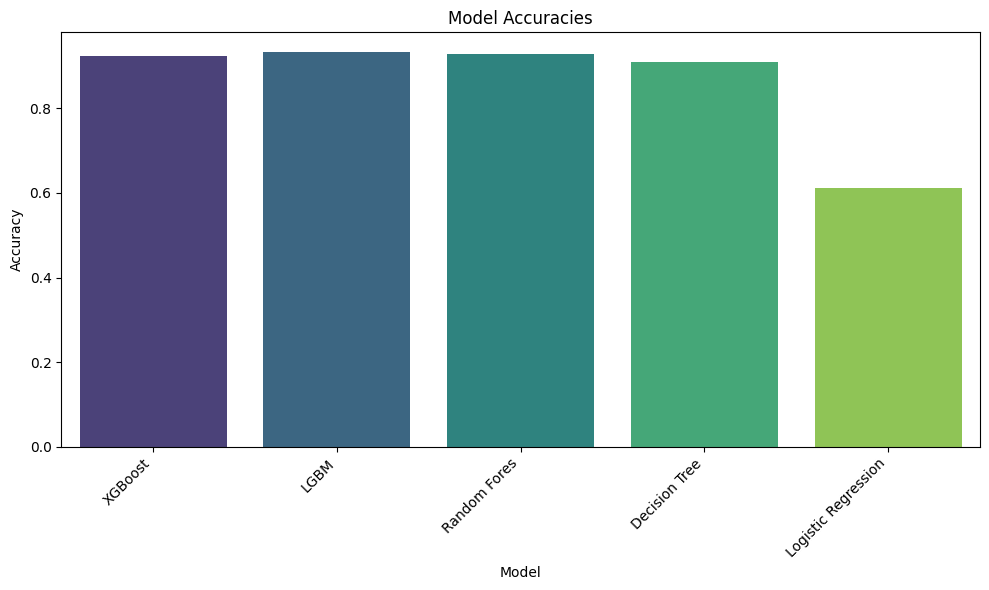 Model Accuracies
Accuracy
0.8
0.6
0.4
0.2
0.0
XGBoost
LGBM
Random Fores
Decision Tree
Logistic Regression
Model